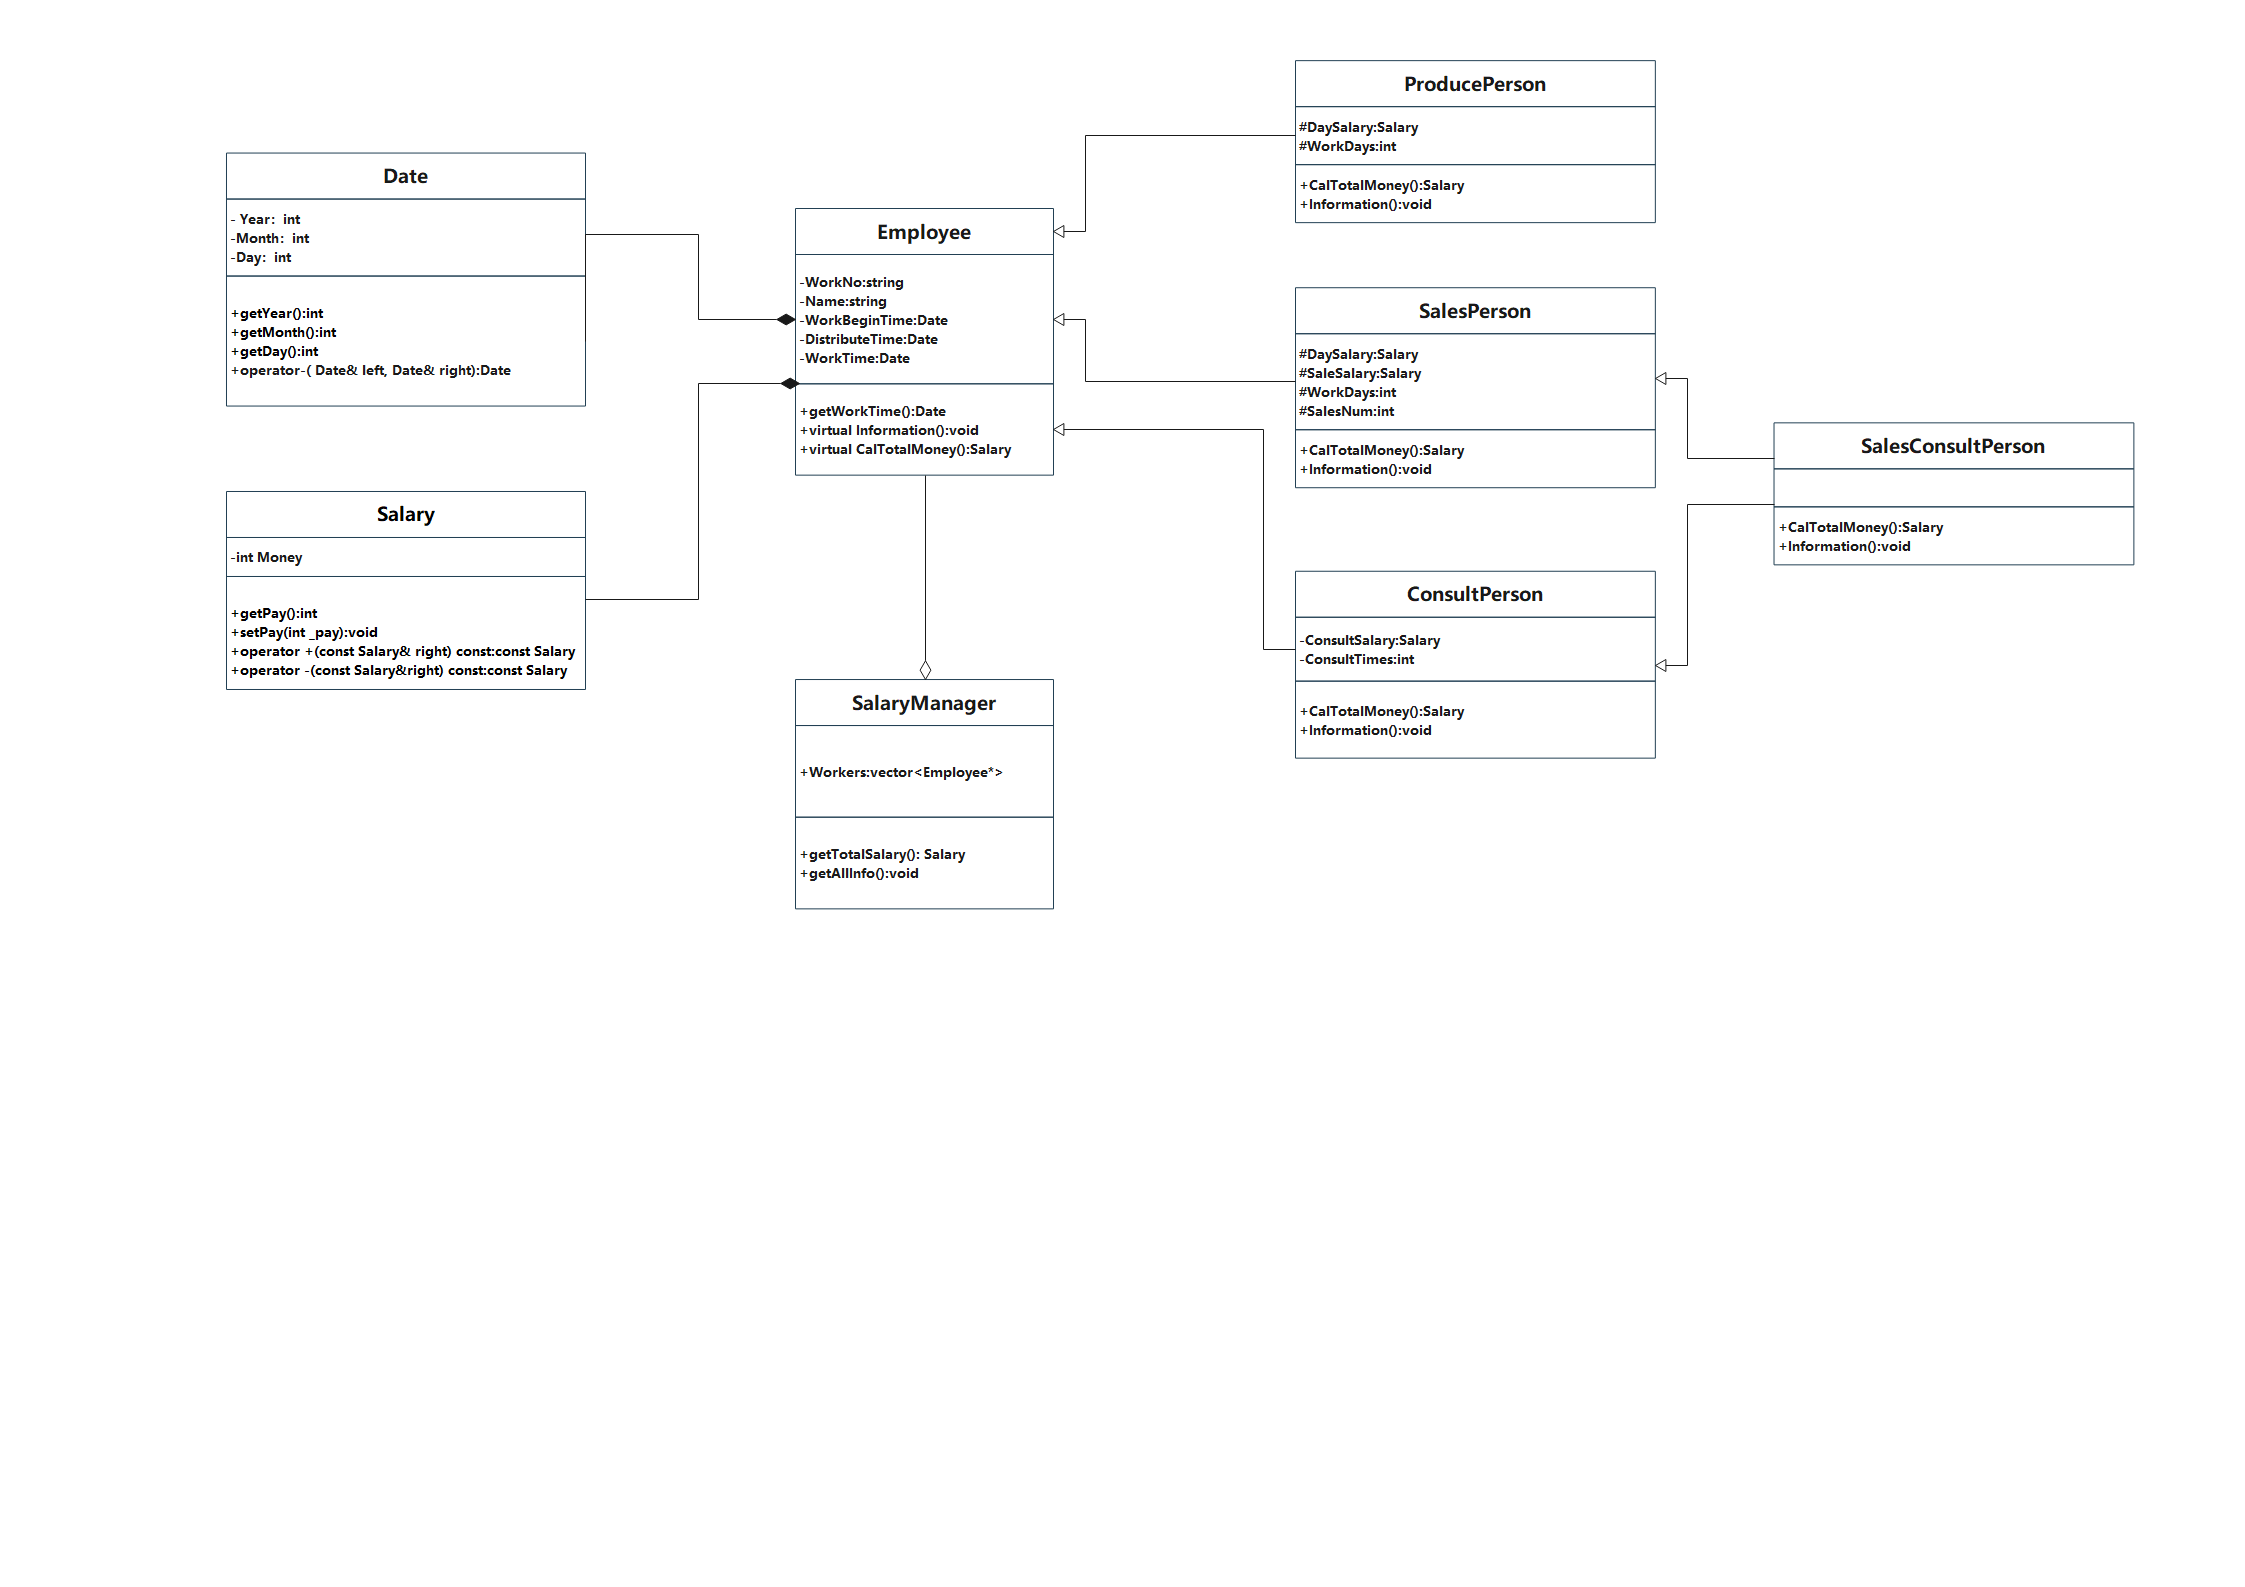 Date
- Year:  int
-Month:  int
-Day:  int
+getYear():int
+getMonth():int
+getDay():int
+operator-( Date& left, Date& right):Date
Salary
-int Money
+getPay():int
+setPay(int _pay):void
+operator +(const Salary& right) const:const Salary
+operator -(const Salary&right) const:const Salary
Employee
-WorkNo:string
-Name:string
-WorkBeginTime:Date
-DistributeTime:Date
-WorkTime:Date
+getWorkTime():Date
+virtual Information():void
+virtual CalTotalMoney():Salary
SalaryManager
+Workers:vector<Employee*>
+getTotalSalary(): Salary
+getAllInfo():void
ProducePerson
#DaySalary:Salary
#WorkDays:int
+CalTotalMoney():Salary
+Information():void
SalesPerson
#DaySalary:Salary
#SaleSalary:Salary
#WorkDays:int
#SalesNum:int
+CalTotalMoney():Salary
+Information():void
ConsultPerson
-ConsultSalary:Salary
-ConsultTimes:int
+CalTotalMoney():Salary
+Information():void
SalesConsultPerson
+CalTotalMoney():Salary
+Information():void